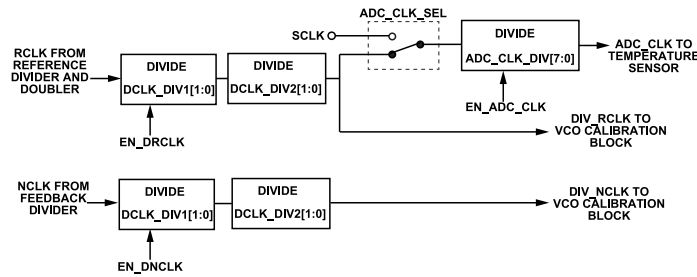 ADC_CLK_SEL
SCLK
RCLK FROM
REFERENCE
DIVIDER AND
DOUBLER
DIVIDE
DCLK_DIV1[1:0]
DIVIDE
DCLK_DIV2[1:0]
DIVIDE
ADC_CLK_DIV[7:0]
ADC_CLK TO
TEMPERATURE
SENSOR
EN_DRCLK
EN_ADC_CLK
DIV_RCLK TO
VCO CALIBRATION
BLOCK
NCLK FROM
FEEDBACK
DIVIDER
DIVIDE
DCLK_DIV1[1:0]
DIVIDE
DCLK_DIV2[1:0]
DIV_NCLK TO
VCO CALIBRATION
BLOCK
EN_DNCLK